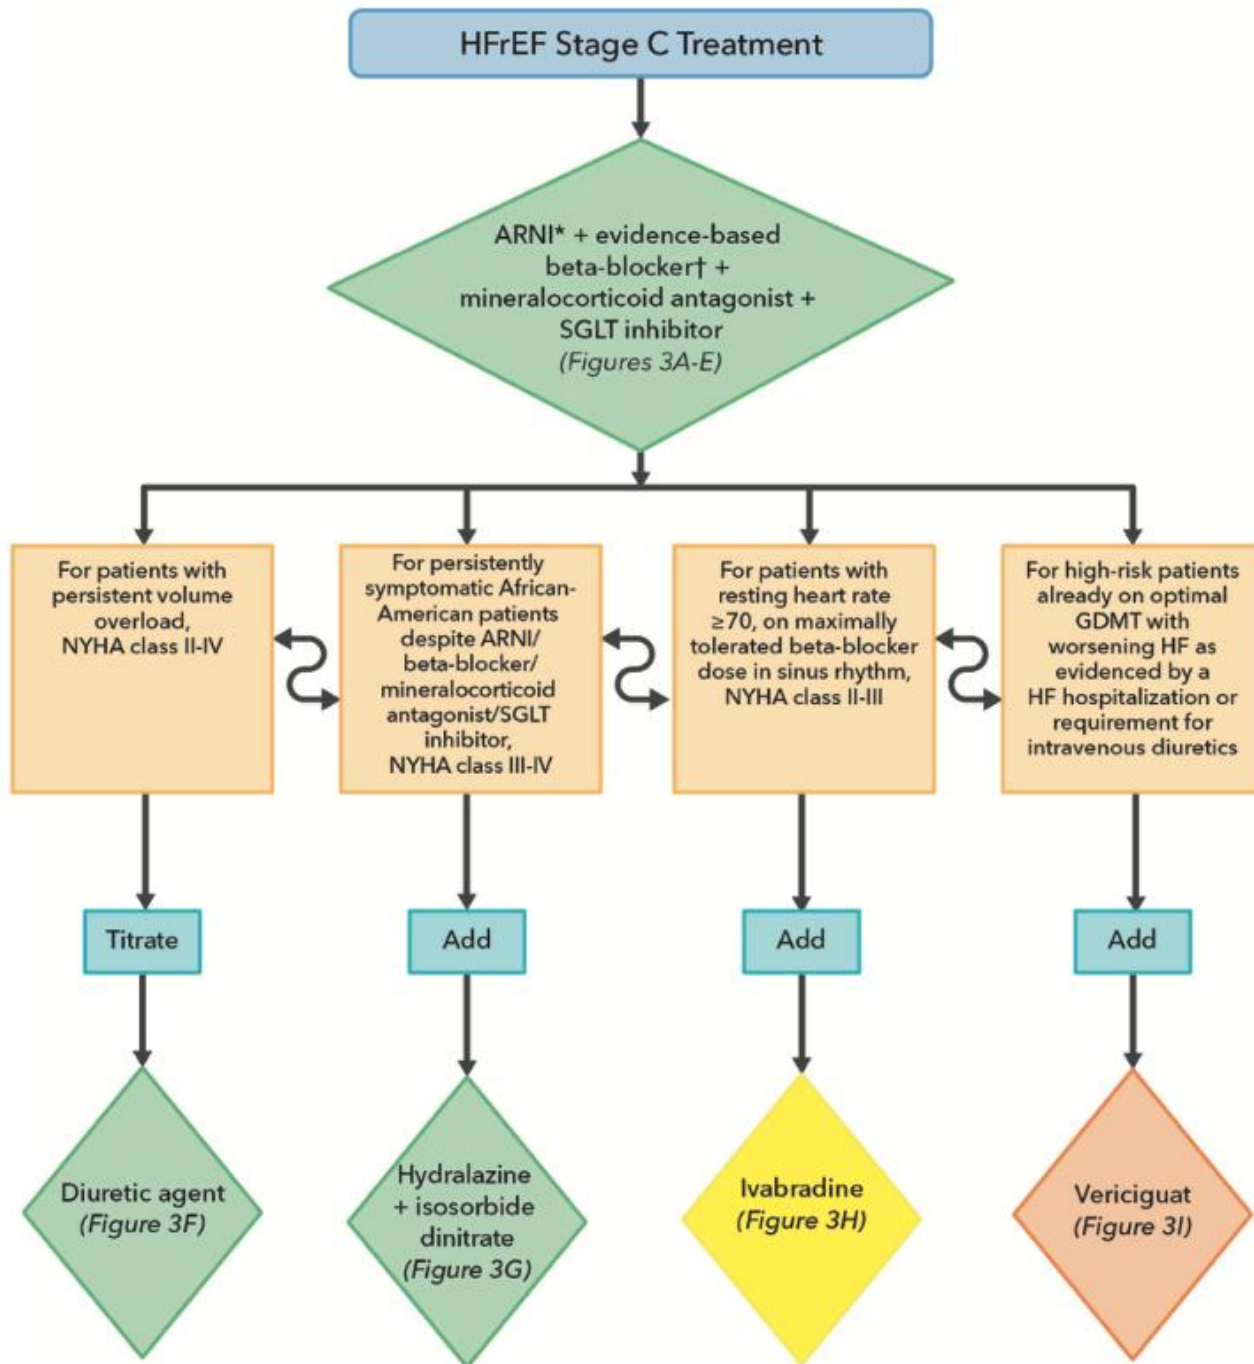 HFrEF Stage C Treatment
ARNI* + evidence-based
beta-blocker† +
mineralocorticoid antagonist +
SGLT inhibitor
(Figures 3A-E)
For patients with
persistent volume
overload,
NYHA class II-IV
For persistently
symptomatic African-
American patients
despite ARNI/
beta-blocker/
mineralocorticoid
antagonist/SGLT
inhibitor,
NYHA class III-IV
For patients with
resting heart rate
≥70, on maximally
tolerated beta-blocker
dose in sinus rhythm,
NYHA class II-III
For high-risk patients
already on optimal
GDMT with
worsening HF as
evidenced by a
HF hospitalization or
requirement for
intravenous diuretics
Titrate
Add
Add
Add
Diuretic agent
(Figure 3F)
Hydralazine
+ isosorbide
dinitrate
(Figure 3G)
Ivabradine
(Figure 3H)
Vericiguat
(Figure 3I)